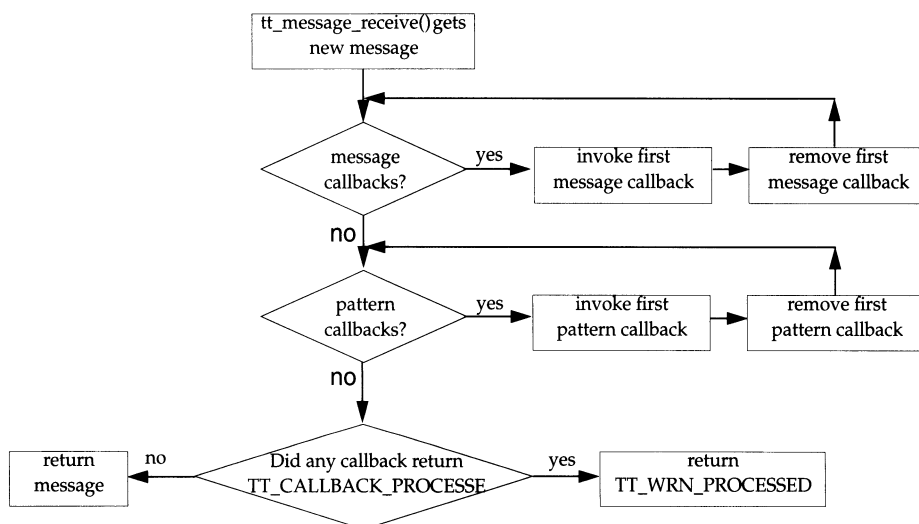 tt_message_receive()gets
new message
message
callbacks?
yes
invoke first
message callback
remove first
message callback
no
pattern
callbacks?
yes
invoke first
pattern callback
remove first
pattern callback
no
return
message
no
Did any callback return
TT_CALLBACK_PROCESSE
yes
return
TT_WRN_PROCESSED